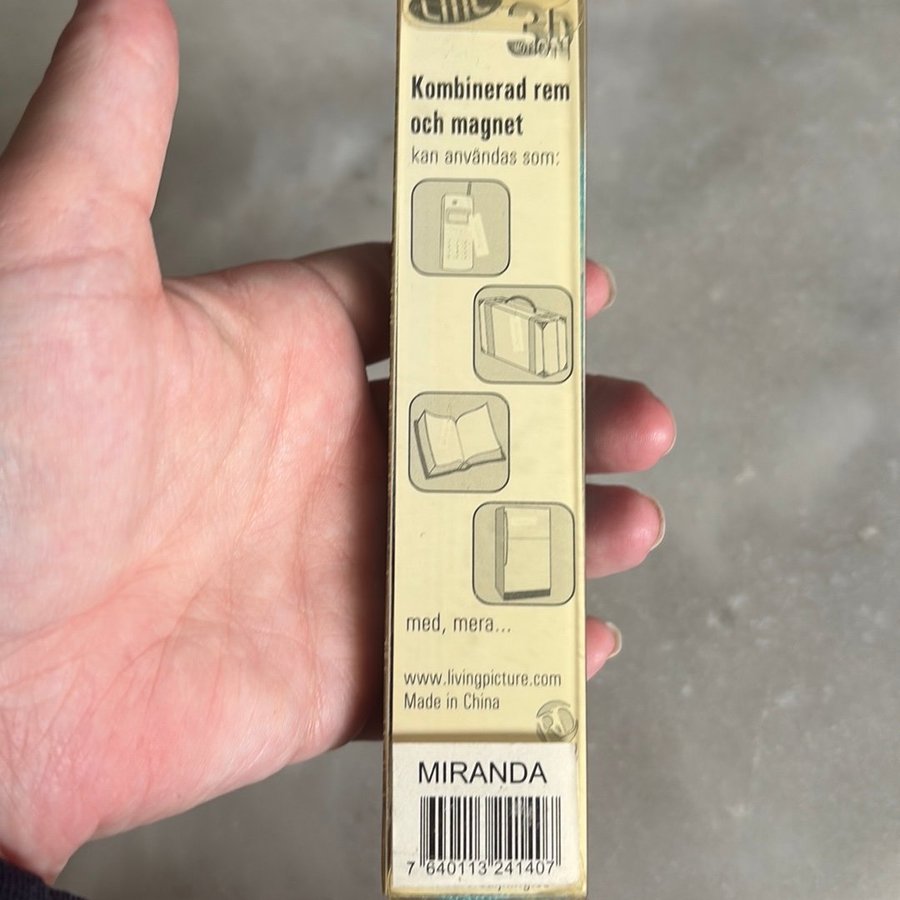 3D
MOTION
Kombinerad rem
och magnet
kan användas som:
med, mera...
www.livingpicture.com
Made in China
MIRANDA
7 640113 241407